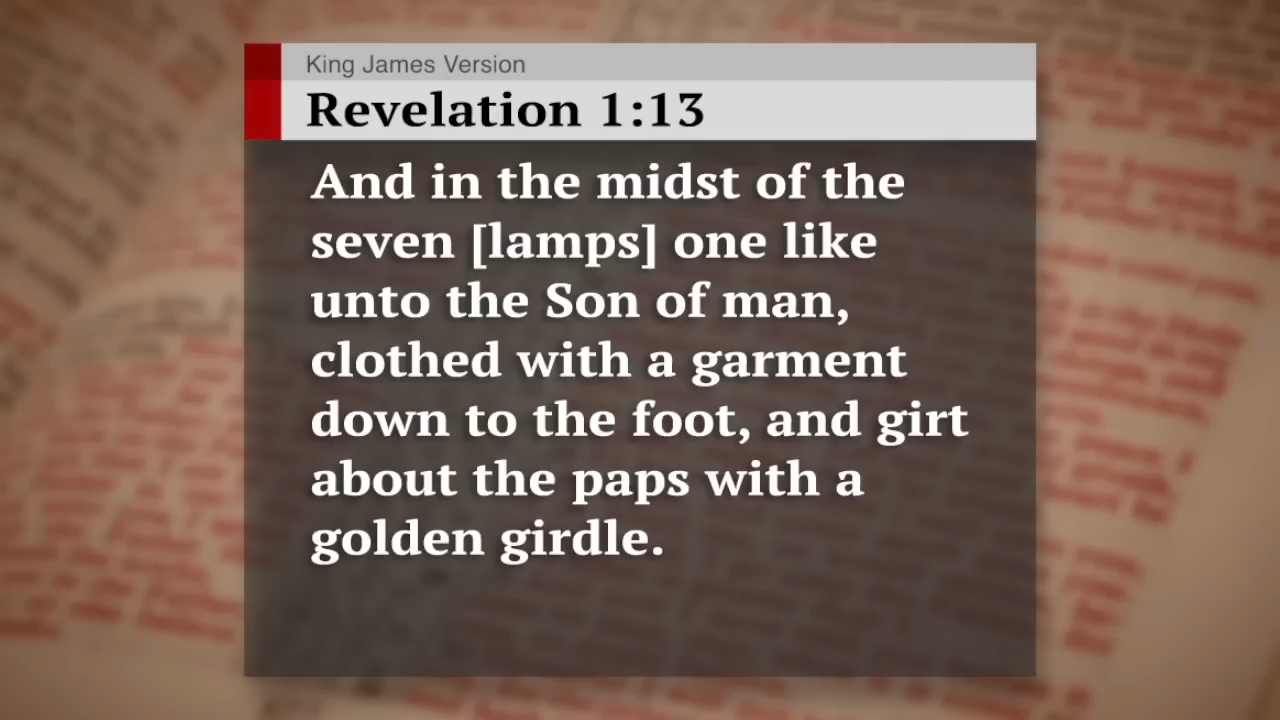 King James Version
Revelation 1:13
And in the midst of the
seven [lamps] one like
unto the Son of man,
clothed with a garment
down to the foot, and girt
about the paps with a
golden girdle.